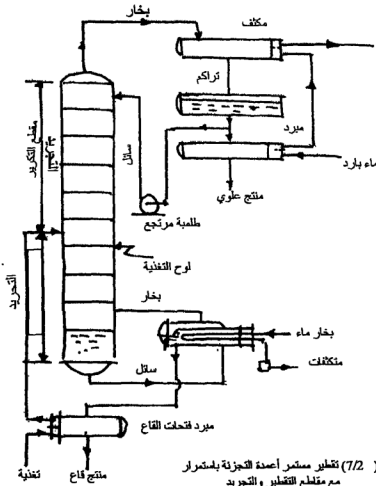 بخار
مكثف
تراكم
مبرد
ماء بارد
سائل
منتج علوي
طلمبة مرتجع
مقطع التكرير
لوح التغذية
التجريد
بخار
بخار ماء
متكثفات
سائل
مبرد فتحات القاع
تغذية
منتج قاع
( 7/2) تقطير مستمر أعمدة التجزئة باستمرار
مع مقاطع التقطير والتجريد